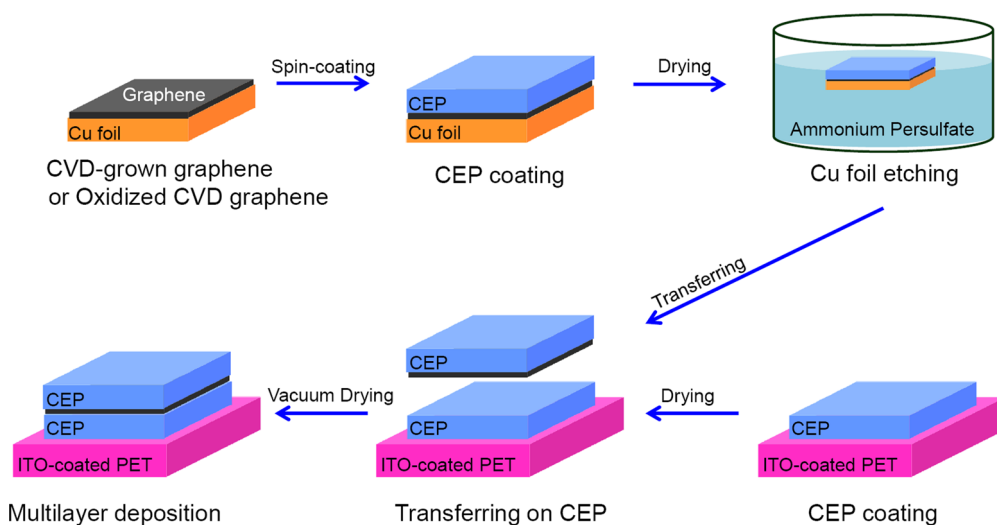 Spin-coating
Drying
Graphene
CEP
Cu foil
Cu foil
Ammonium Persulfate
CVD-grown graphene
or Oxidized CVD graphene
CEP coating
Cu foil etching
Transferring
CEP
CEP
Vacuum Drying
Drying
CEP
CEP
CEP
ITO-coated PET
ITO-coated PET
ITO-coated PET
Multilayer deposition
Transferring on CEP
CEP coating